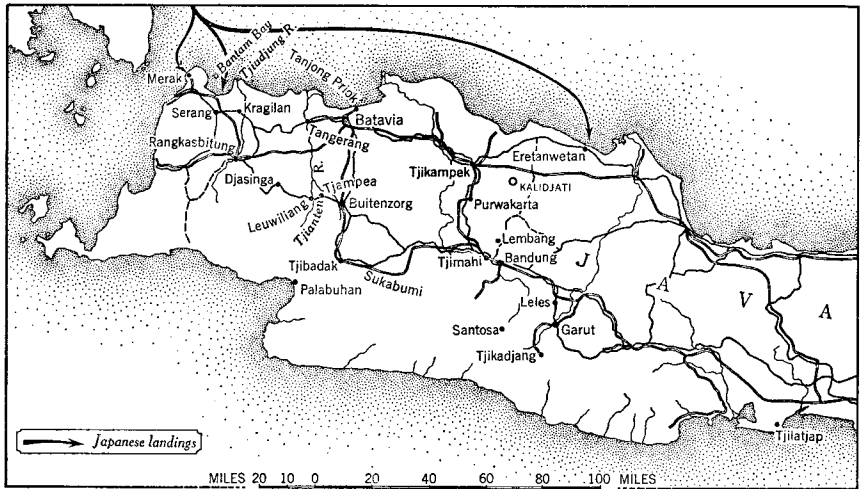 Bantam Bay
Tjiudjung R.
Merak
Tanjong Priok
Serang
Kragilan
Batavia
Rangkasbitung
Tangerang
Eretanwetan
R.
Tjikampek
KALIDJATI
Djasinga
Tjampea
Leuwiliang
Tjianten
Buitenzorg
Purwakarta
Lembang
Tjimahi
Bandung
J
A
V
A
Tjibadak
Sukabumi
Palabuhan
Leles
Santosa
Garut
Tjikadjang
Tjilatjap
Japanese landings
MILES 20 10 0 20 40 60 80 100 MILES